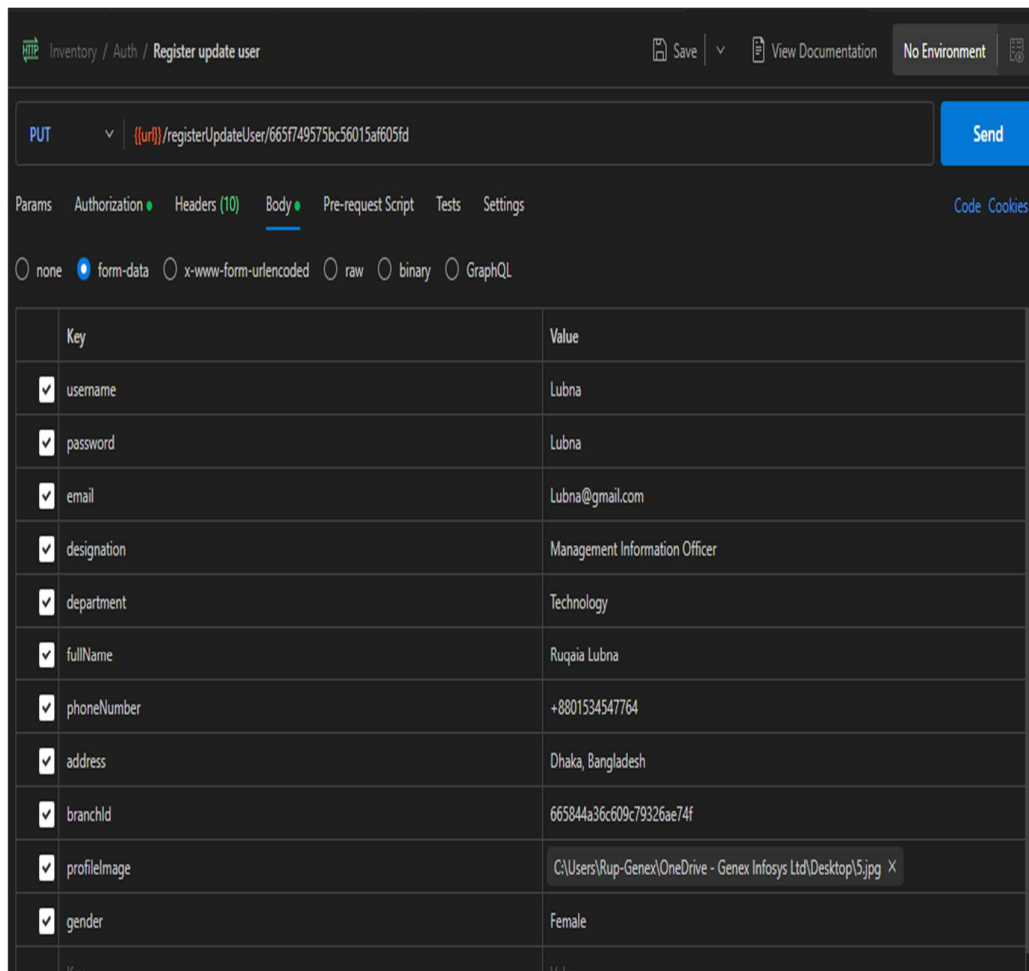 HTTP Inventory / Auth / Register update user Save View Documentation No Environment
PUT {{url}}/registerUpdateUser/665f749575bc56015af605fd Send
Params Authorization Headers (10) Body Pre-request Script Tests Settings Code Cookies
none form-data x-www-form-urlencoded raw binary GraphQL
Key Value
username Lubna
password Lubna
email Lubna@gmail.com
designation Management Information Officer
department Technology
fullName Ruqaia Lubna
phoneNumber +8801534547764
address Dhaka, Bangladesh
branchId 665844a36c609c79326ae74f
profileImage C:\Users\Rup-Genex\OneDrive - Genex Infosys Ltd\Desktop\5.jpg
gender Female